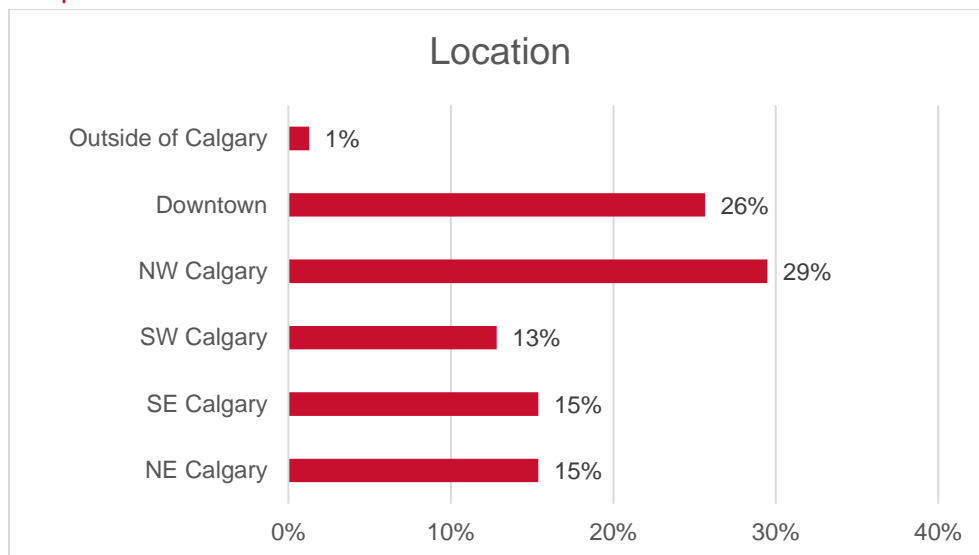 Location
Outside of Calgary 1%
Downtown 26%
NW Calgary 29%
SW Calgary 13%
SE Calgary 15%
NE Calgary 15%
0% 10% 20% 30% 40%